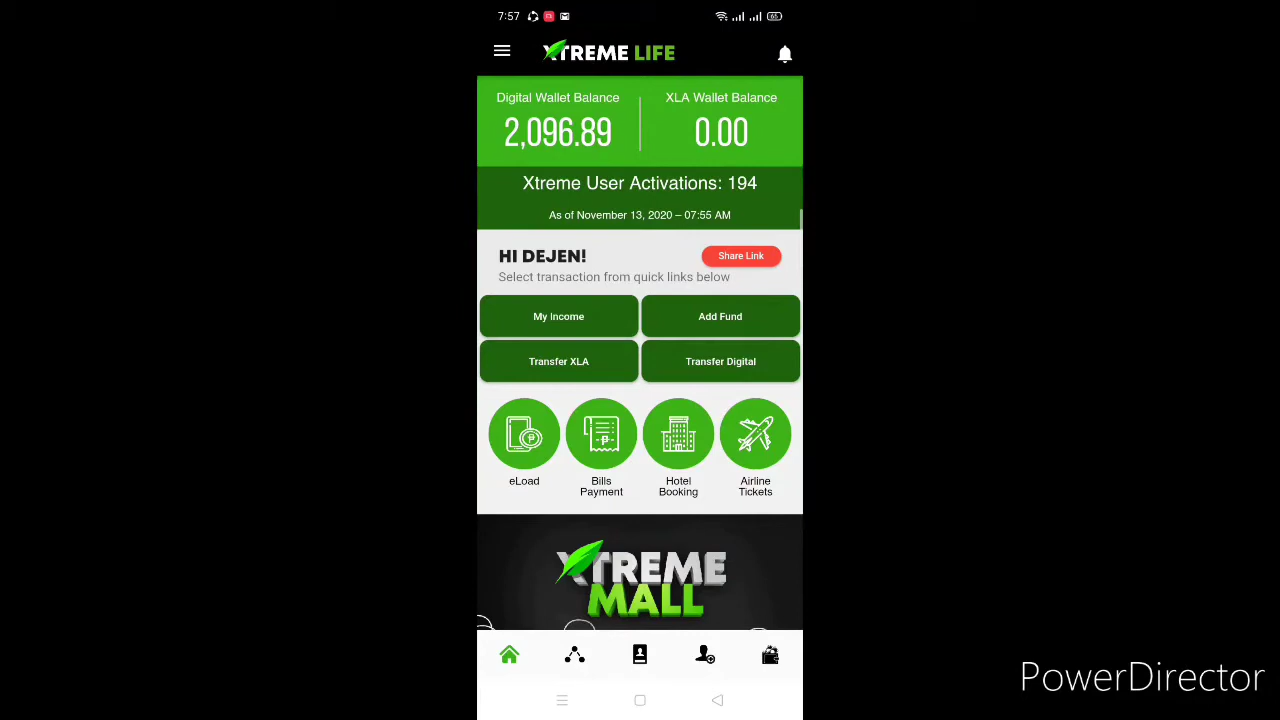 7:57
65
XTREME LIFE
Digital Wallet Balance
XLA Wallet Balance
2,096.89
0.00
Xtreme User Activations: 194
As of November 13, 2020 – 07:55 AM
HI DEJEN!
Share Link
Select transaction from quick links below
My Income
Add Fund
Transfer XLA
Transfer Digital
eLoad
Bills
Payment
Hotel
Booking
Airline
Tickets
XTREME
MALL
PowerDirector